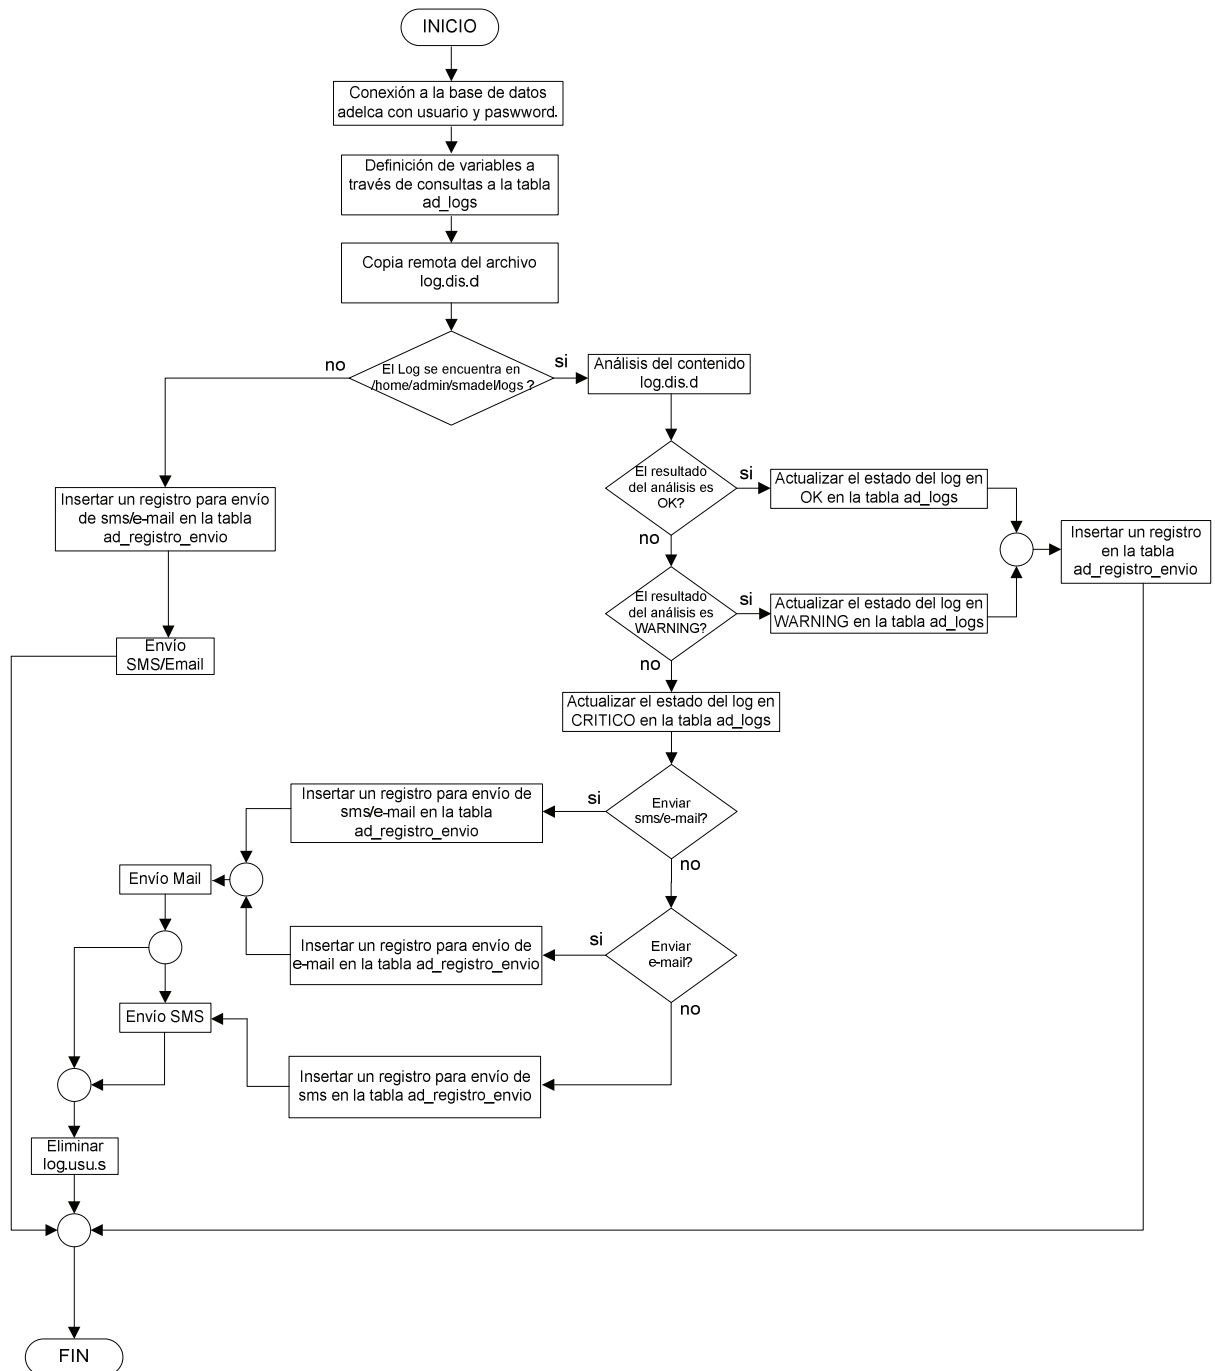 INICIO
Conexión a la base de datos
adelca con usuario y paswword.
Definición de variables a
través de consultas a la tabla
ad_logs
Copia remota del archivo
log.dis.d
no
El Log se encuentra en
/home/admin/smadel/logs ?
si
Análisis del contenido
log.dis.d
El resultado
del análisis es
OK?
si
Actualizar el estado del log en
OK en la tabla ad_logs
Insertar un registro para envío
de sms/e-mail en la tabla
ad_registro_envio
no
Insertar un registro
en la tabla
ad_registro_envio
El resultado
del análisis es
WARNING?
si
Actualizar el estado del log en
WARNING en la tabla ad_logs
Envío
SMS/Email
no
Actualizar el estado del log en
CRITICO en la tabla ad_logs
Insertar un registro para envío de
sms/e-mail en la tabla
ad_registro_envio
si
Enviar
sms/e-mail?
no
Envío Mail
Insertar un registro para envío de
e-mail en la tabla ad_registro_envio
si
Enviar
e-mail?
no
Envío SMS
Insertar un registro para envío de
sms en la tabla ad_registro_envio
Eliminar
log.usu.s
FIN